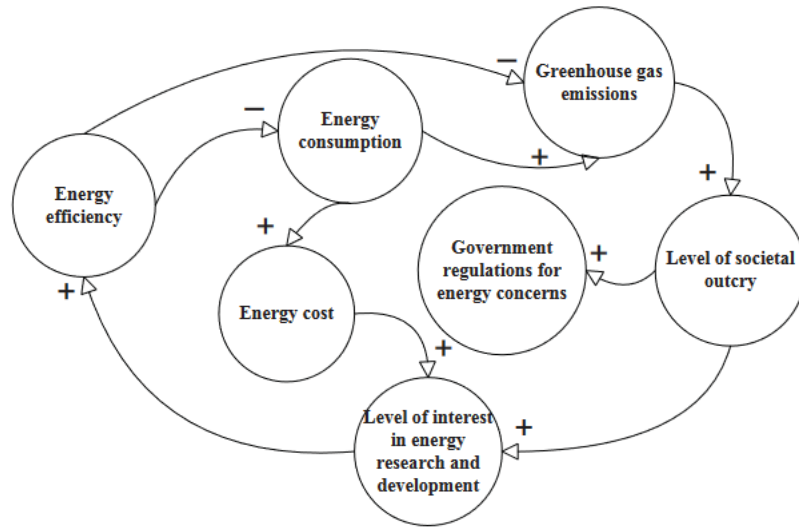 Greenhouse gas
emissions
−
−
Energy
consumption
+
+
Energy
efficiency
+
+
Government
regulations for
energy concerns
Level of societal
outcry
+
Energy cost
+
Level of interest
in energy
research and
development
+